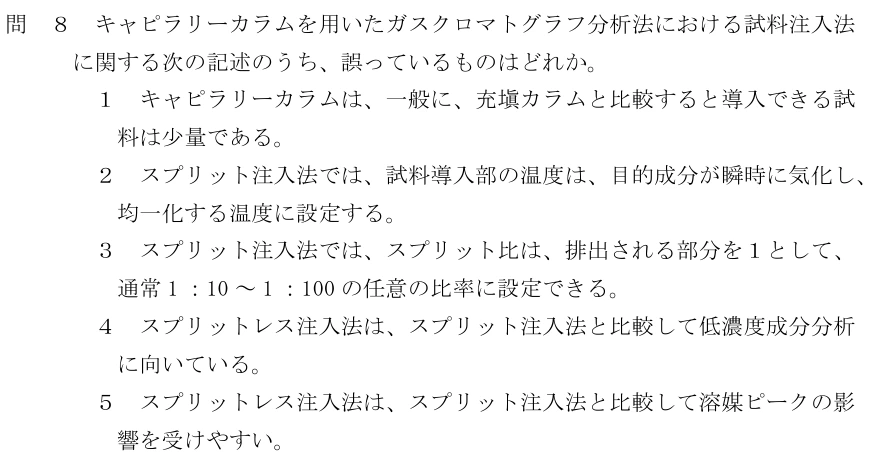 問　８　キャピラリーカラムを用いたガスクロマトグラフ分析法における試料注入法
に関する次の記述のうち、誤っているものはどれか。
１　キャピラリーカラムは、一般に、充塡カラムと比較すると導入できる試
料は少量である。
２　スプリット注入法では、試料導入部の温度は、目的成分が瞬時に気化し、
均一化する温度に設定する。
３　スプリット注入法では、スプリット比は、排出される部分を１として、
通常１：10～１：100の任意の比率に設定できる。
４　スプリットレス注入法は、スプリット注入法と比較して低濃度成分分析
に向いている。
５　スプリットレス注入法は、スプリット注入法と比較して溶媒ピークの影
響を受けやすい。